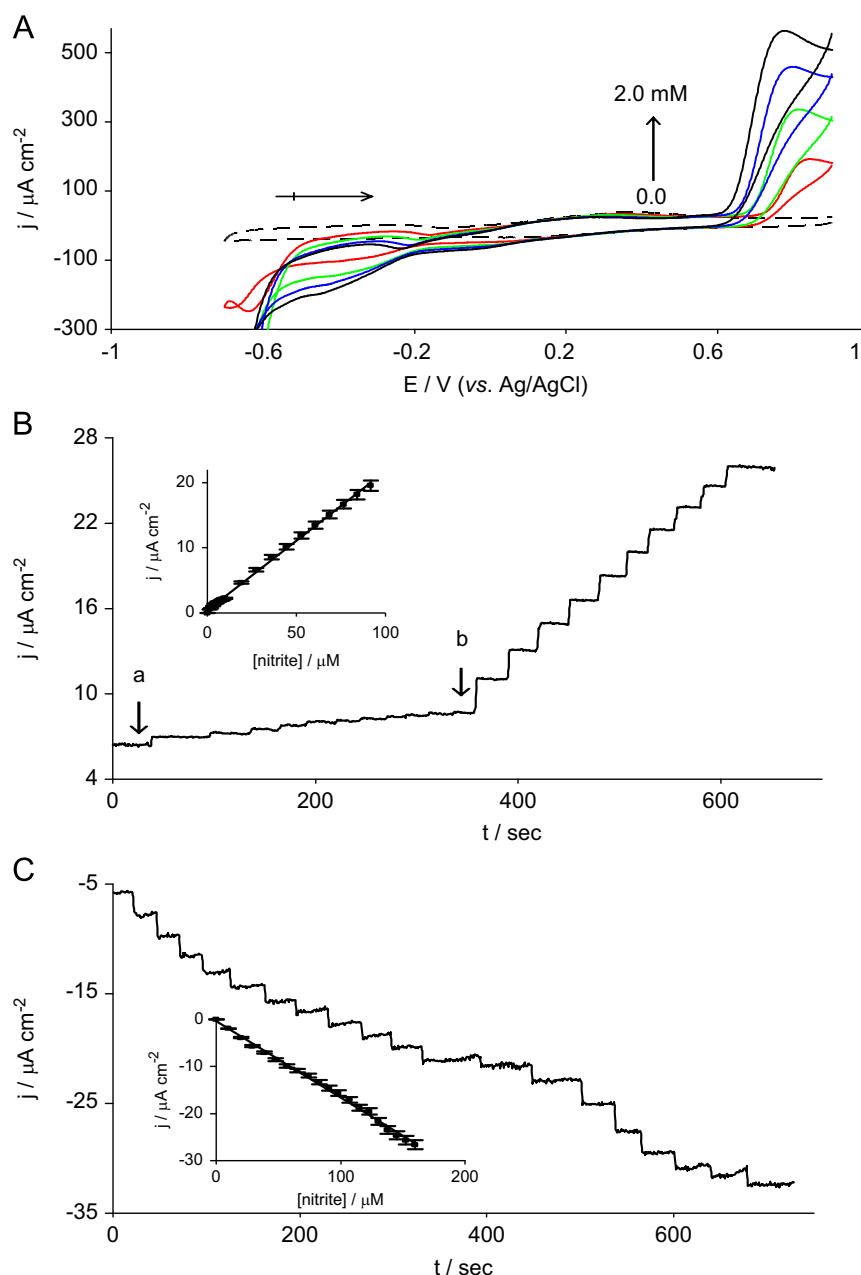 A
500
300
100
-100
-300
j / µA cm-2
2.0 mM
0.0
-1
-0.6
-0.2
0.2
0.6
1
E / V (vs. Ag/AgCl)
B
28
22
16
10
4
j / µA cm-2
20
10
0
j / µA cm-2
0
50
100
[nitrite] / µM
a
b
0
200
400
600
t / sec
C
-5
-15
-25
-35
j / µA cm-2
0
-10
-20
-30
j / µA cm-2
0
100
200
[nitrite] / µM
0
200
400
600
t / sec